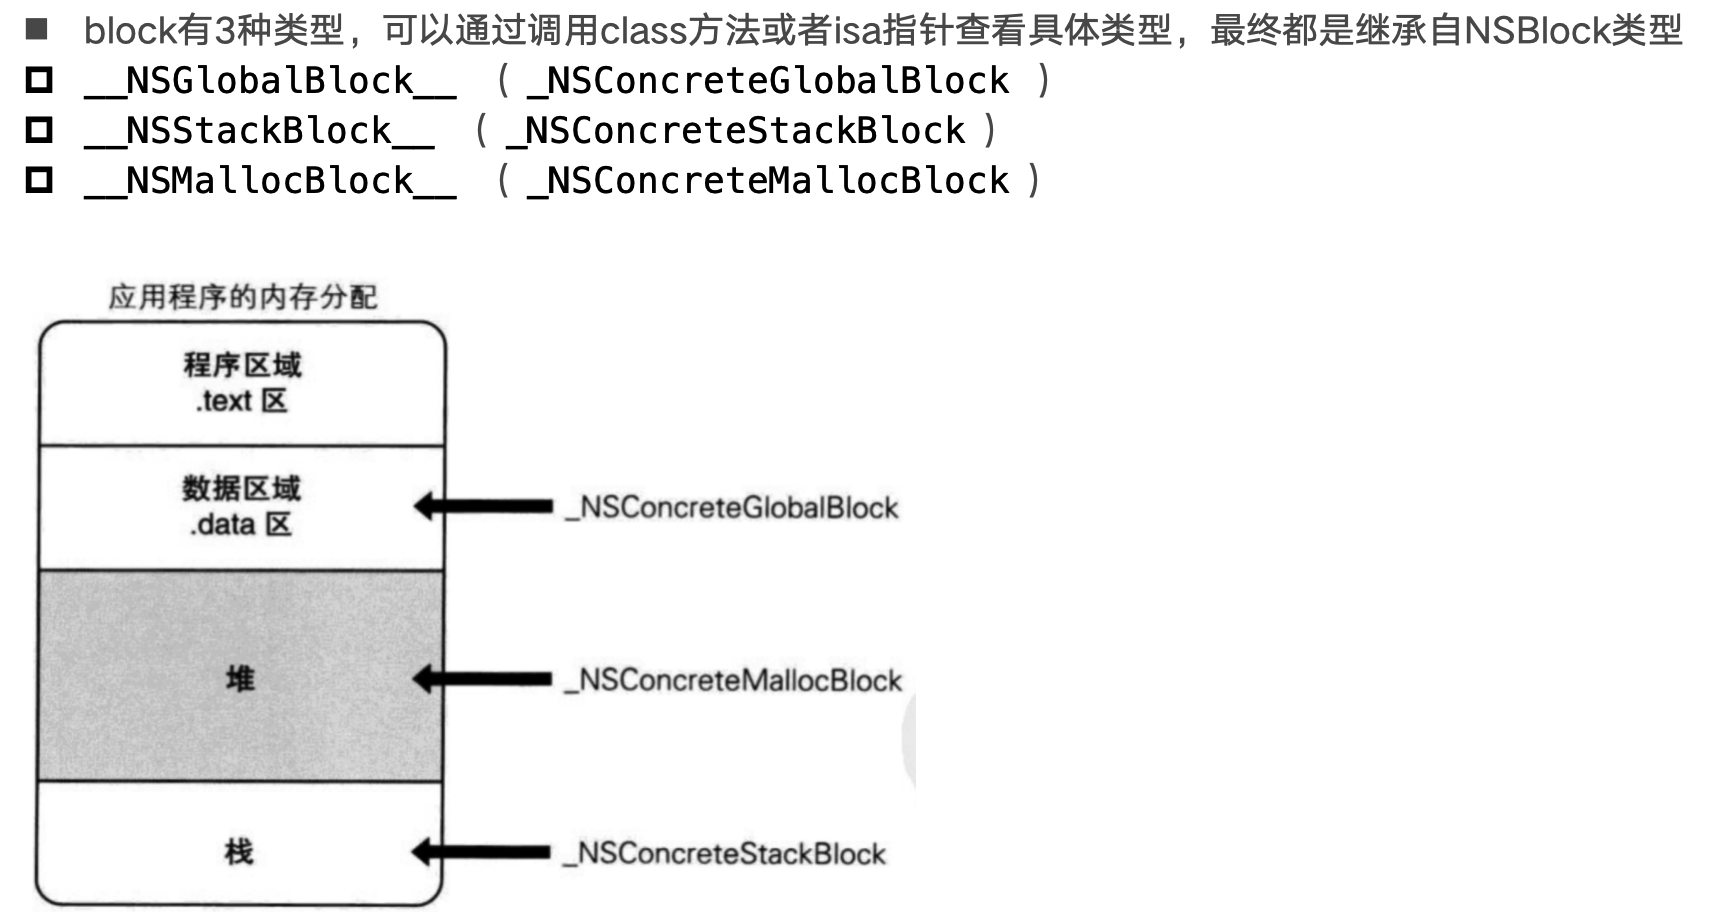 block有3种类型，可以通过调用class方法或者isa指针查看具体类型，最终都是继承自NSBlock类型
__NSGlobalBlock__ （ _NSConcreteGlobalBlock ）
__NSStackBlock__ （ _NSConcreteStackBlock ）
__NSMallocBlock__ （ _NSConcreteMallocBlock ）
应用程序的内存分配
程序区域
.text 区
数据区域
.data 区
_NSConcreteGlobalBlock
堆
_NSConcreteMallocBlock
栈
_NSConcreteStackBlock